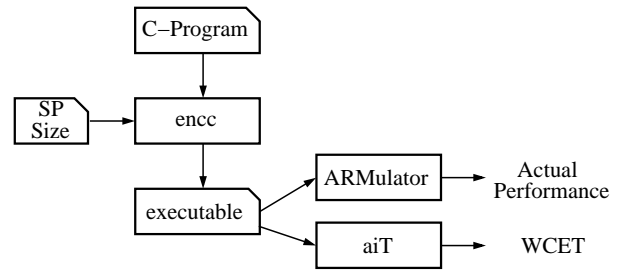 C−Program
SP
Size
encc
executable
ARMulator
Actual
Performance
aiT
WCET